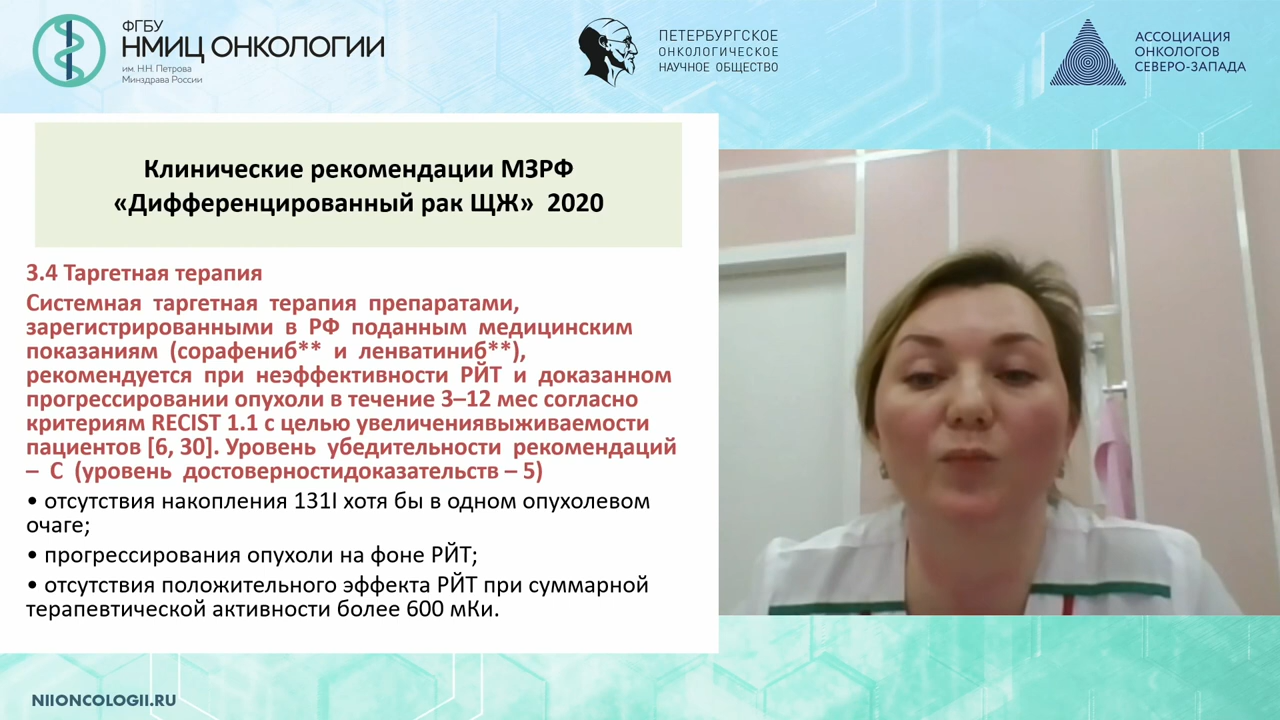 ФГБУ
НМИЦ ОНКОЛОГИИ
им. Н.Н. Петрова
Минздрава России
ПЕТЕРБУРГСКОЕ
ОНКОЛОГИЧЕСКОЕ
НАУЧНОЕ ОБЩЕСТВО
АССОЦИАЦИЯ
ОНКОЛОГОВ
СЕВЕРО-ЗАПАДА
Клинические рекомендации МЗРФ
«Дифференцированный рак ЩЖ» 2020
3.4 Таргетная терапия
Системная таргетная терапия препаратами,
зарегистрированными в РФ поданным медицинским
показаниям (сорафениб** и ленватиниб**),
рекомендуется при неэффективности РЙТ и доказанном
прогрессировании опухоли в течение 3–12 мес согласно
критериям RECIST 1.1 с целью увеличениявыживаемости
пациентов [6, 30]. Уровень убедительности рекомендаций
– С (уровень достоверностидоказательств – 5)
• отсутствия накопления 131I хотя бы в одном опухолевом
очаге;
• прогрессирования опухоли на фоне РЙТ;
• отсутствия положительного эффекта РЙТ при суммарной
терапевтической активности более 600 мКи.
NIIONCOLOGII.RU